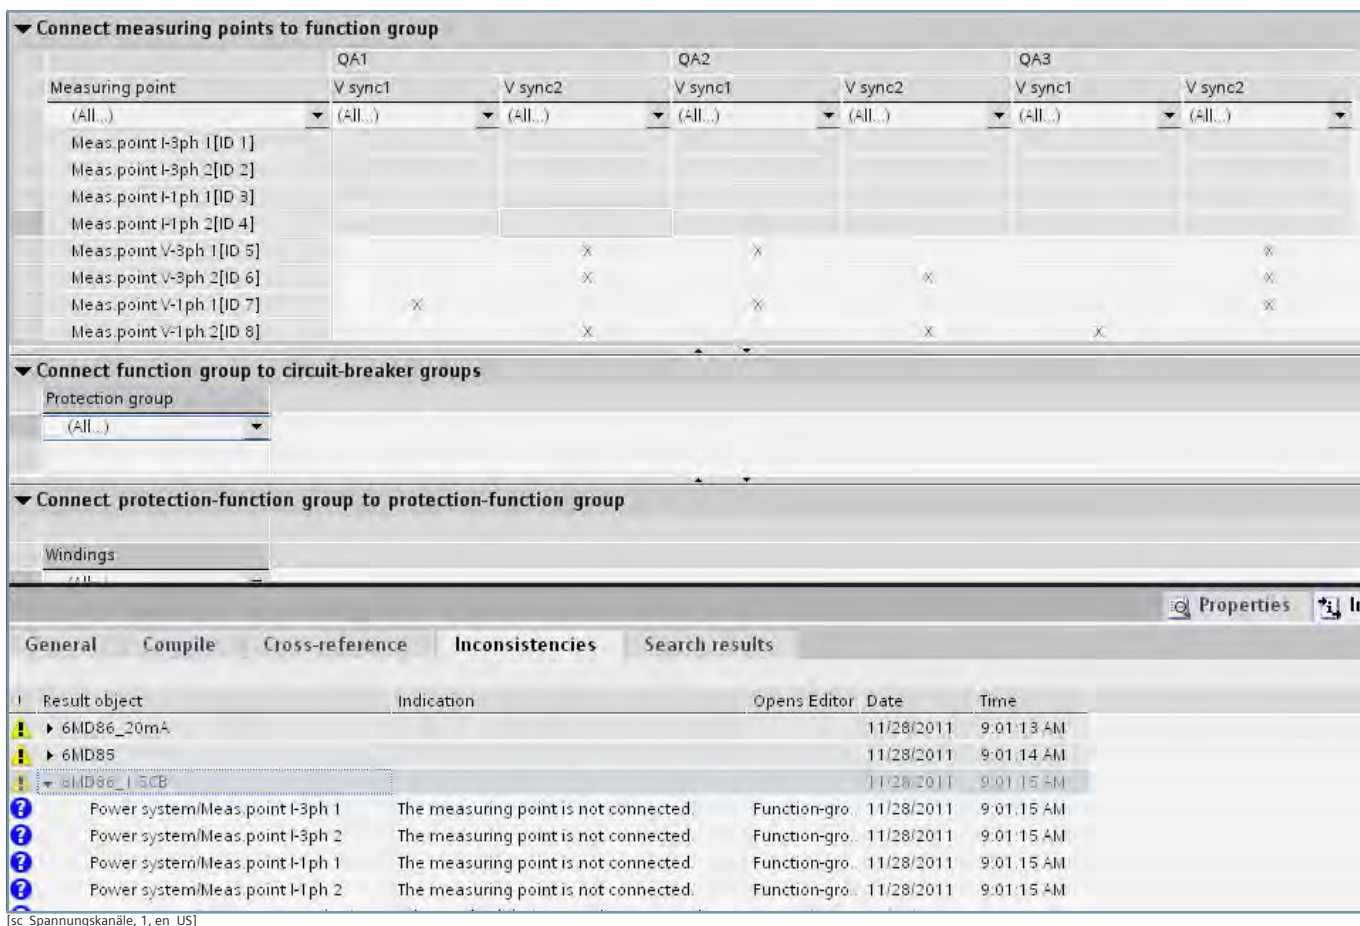 Connect measuring points to function group
QA1 QA2 QA3
Measuring point V sync1 V sync2 V sync1 V sync2 V sync1 V sync2
(All...) (All...) (All...) (All...) (All...) (All...) (All...)
Meas.point I-3ph 1[ID 1]
Meas.point I-3ph 2[ID 2]
Meas.point I-1ph 1[ID 3]
Meas.point I-1ph 2[ID 4]
Meas.point V-3ph 1[ID 5] X X X
Meas.point V-3ph 2[ID 6] X X X
Meas.point V-1ph 1[ID 7] X X X
Meas.point V-1ph 2[ID 8] X X X
Connect function group to circuit-breaker groups
Protection group
(All...)
Connect protection-function group to protection-function group
Windings
(All...)
Properties
General Compile Cross-reference Inconsistencies Search results
! Result object Indication Opens Editor Date Time
6MD86_20mA 11/28/2011 9:01:13 AM
6MD85 11/28/2011 9:01:14 AM
6MD86_1.5CB 11/28/2011 9:01:15 AM
Power system/Meas.point I-3ph 1 The measuring point is not connected. Function-gro.. 11/28/2011 9:01:15 AM
Power system/Meas.point I-3ph 2 The measuring point is not connected. Function-gro.. 11/28/2011 9:01:15 AM
Power system/Meas.point I-1ph 1 The measuring point is not connected. Function-gro.. 11/28/2011 9:01:15 AM
Power system/Meas.point I-1ph 2 The measuring point is not connected. Function-gro.. 11/28/2011 9:01:15 AM
[sc_Spannungskanäle, 1, en_US]